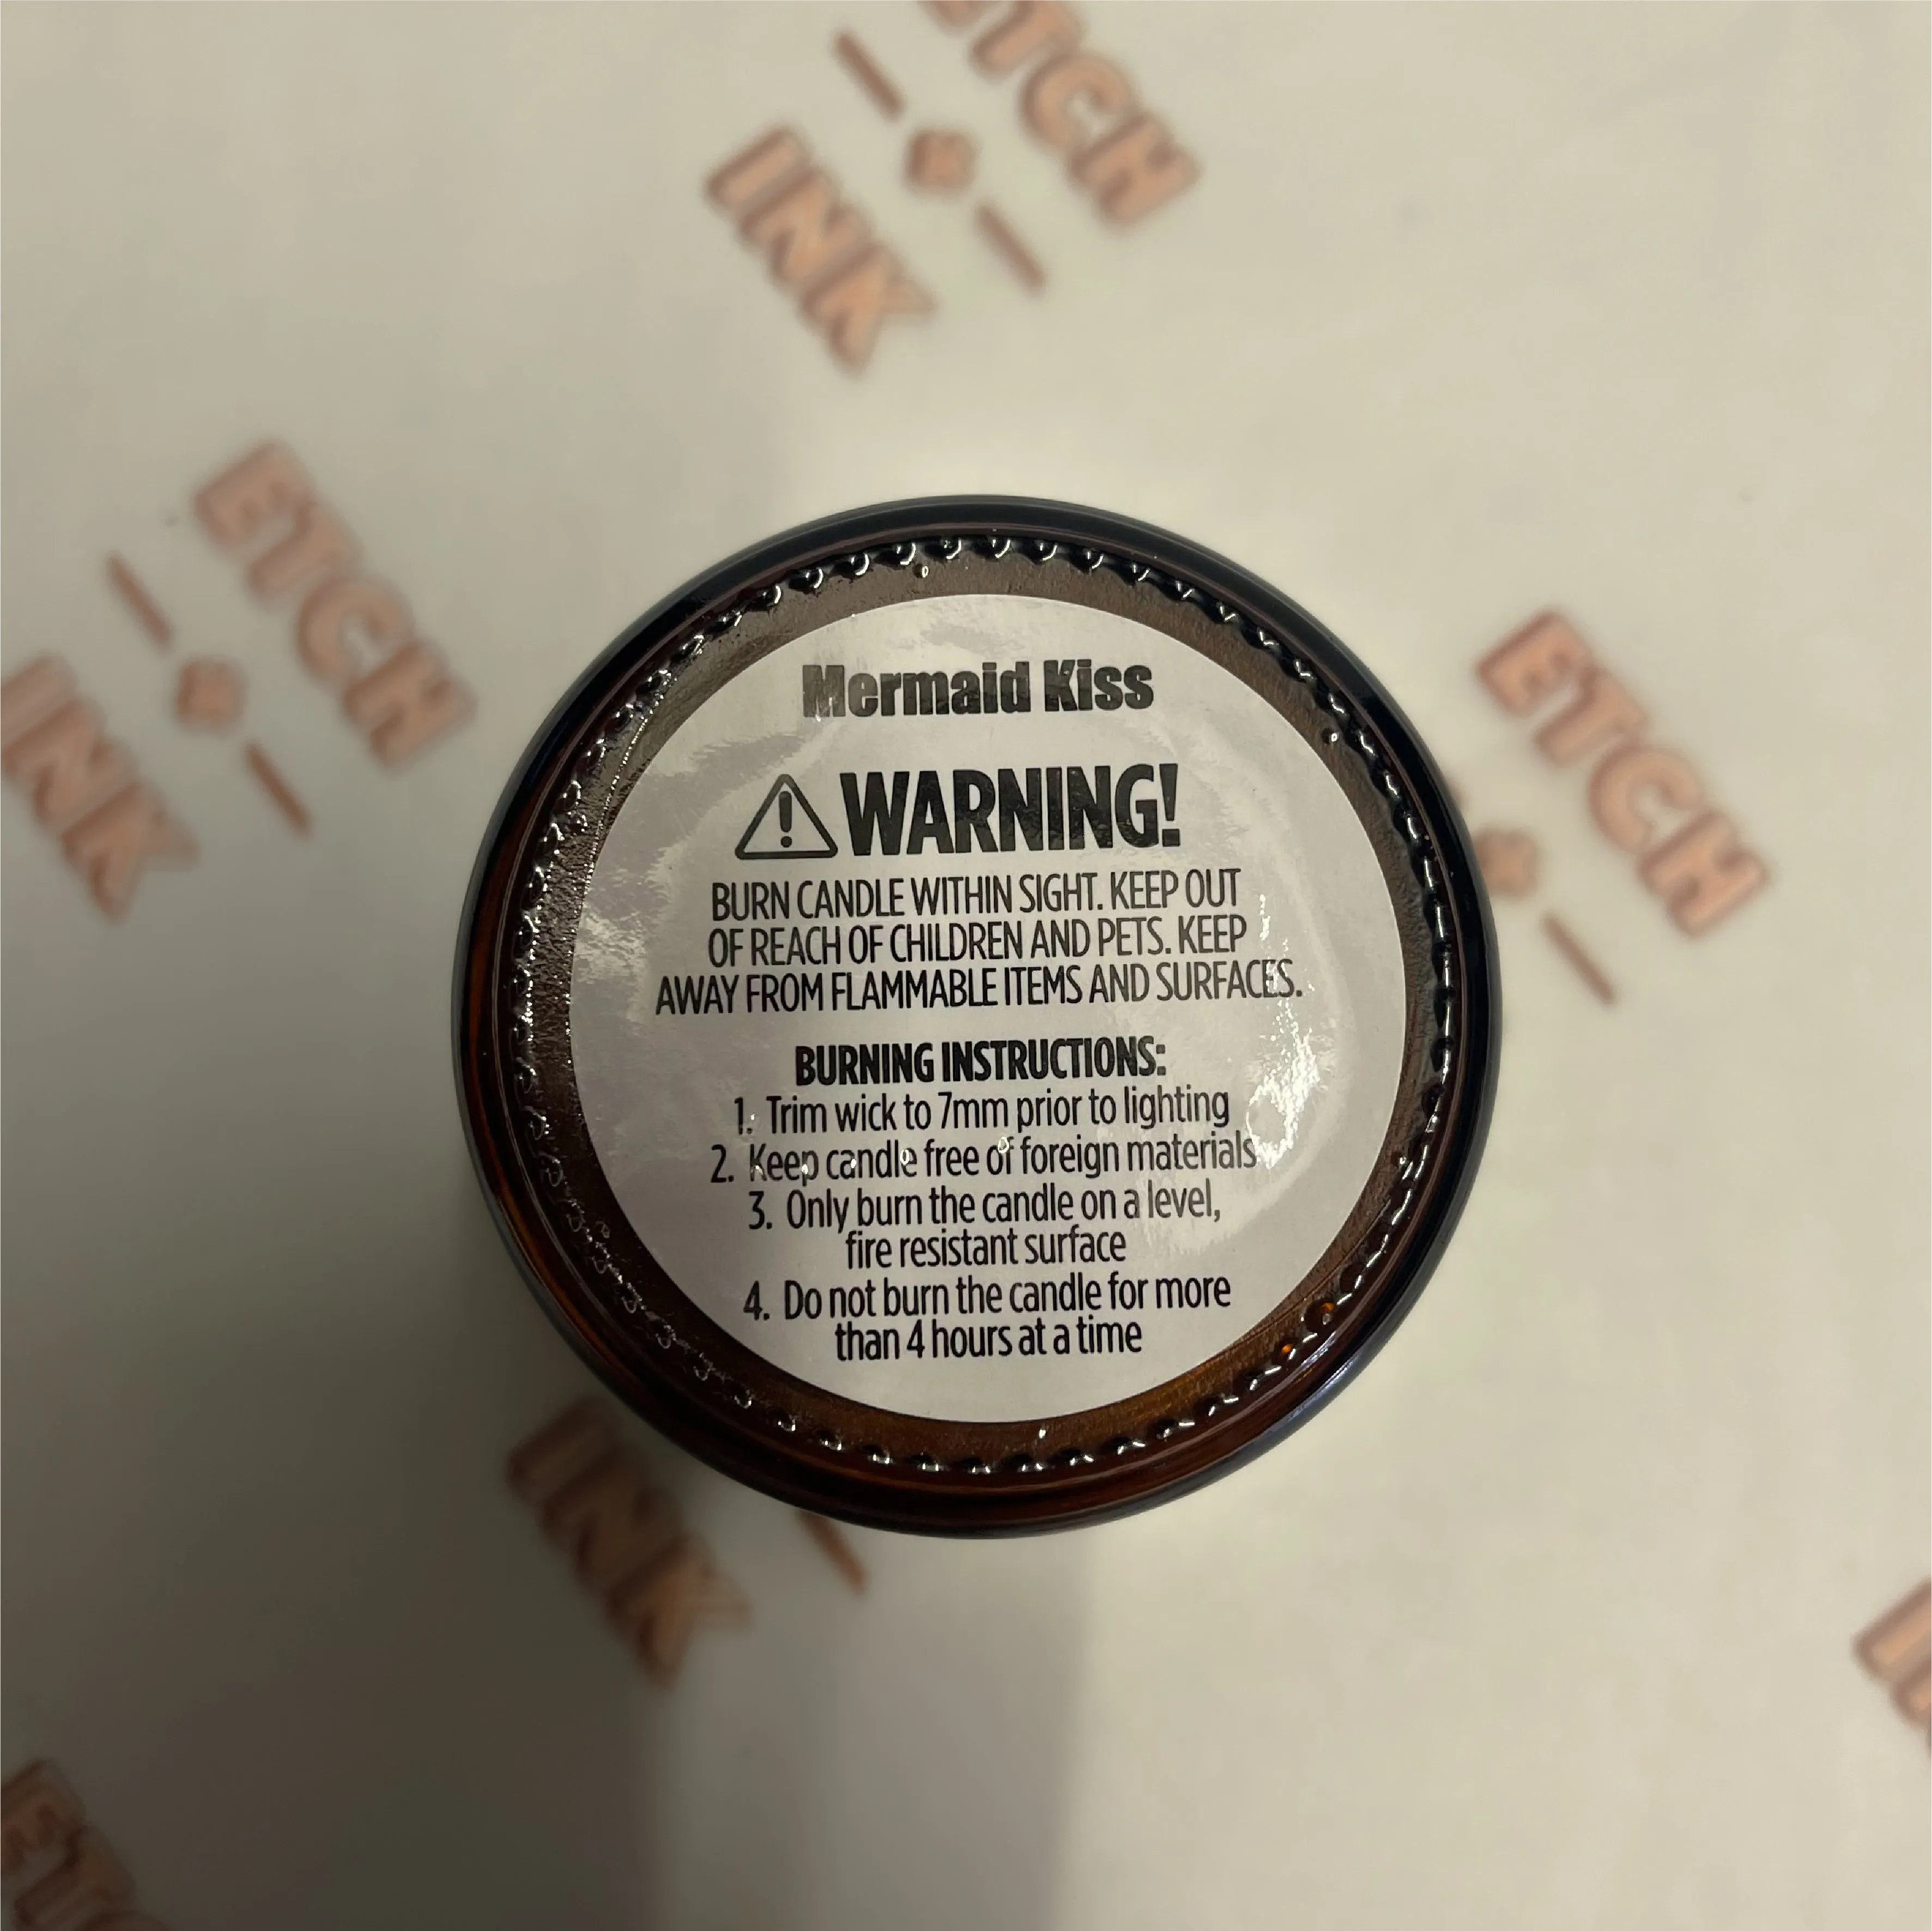 ETCH
INK
ETCH
INK
ETCH
Mermaid Kiss
WARNING!
BURN CANDLE WITHIN SIGHT. KEEP OUT
OF REACH OF CHILDREN AND PETS. KEEP
AWAY FROM FLAMMABLE ITEMS AND SURFACES.
BURNING INSTRUCTIONS:
1. Trim wick to 7mm prior to lighting
2. Keep candle free of foreign materials
3. Only burn the candle on a level,
fire resistant surface
4. Do not burn the candle for more
than 4 hours at a time
INK